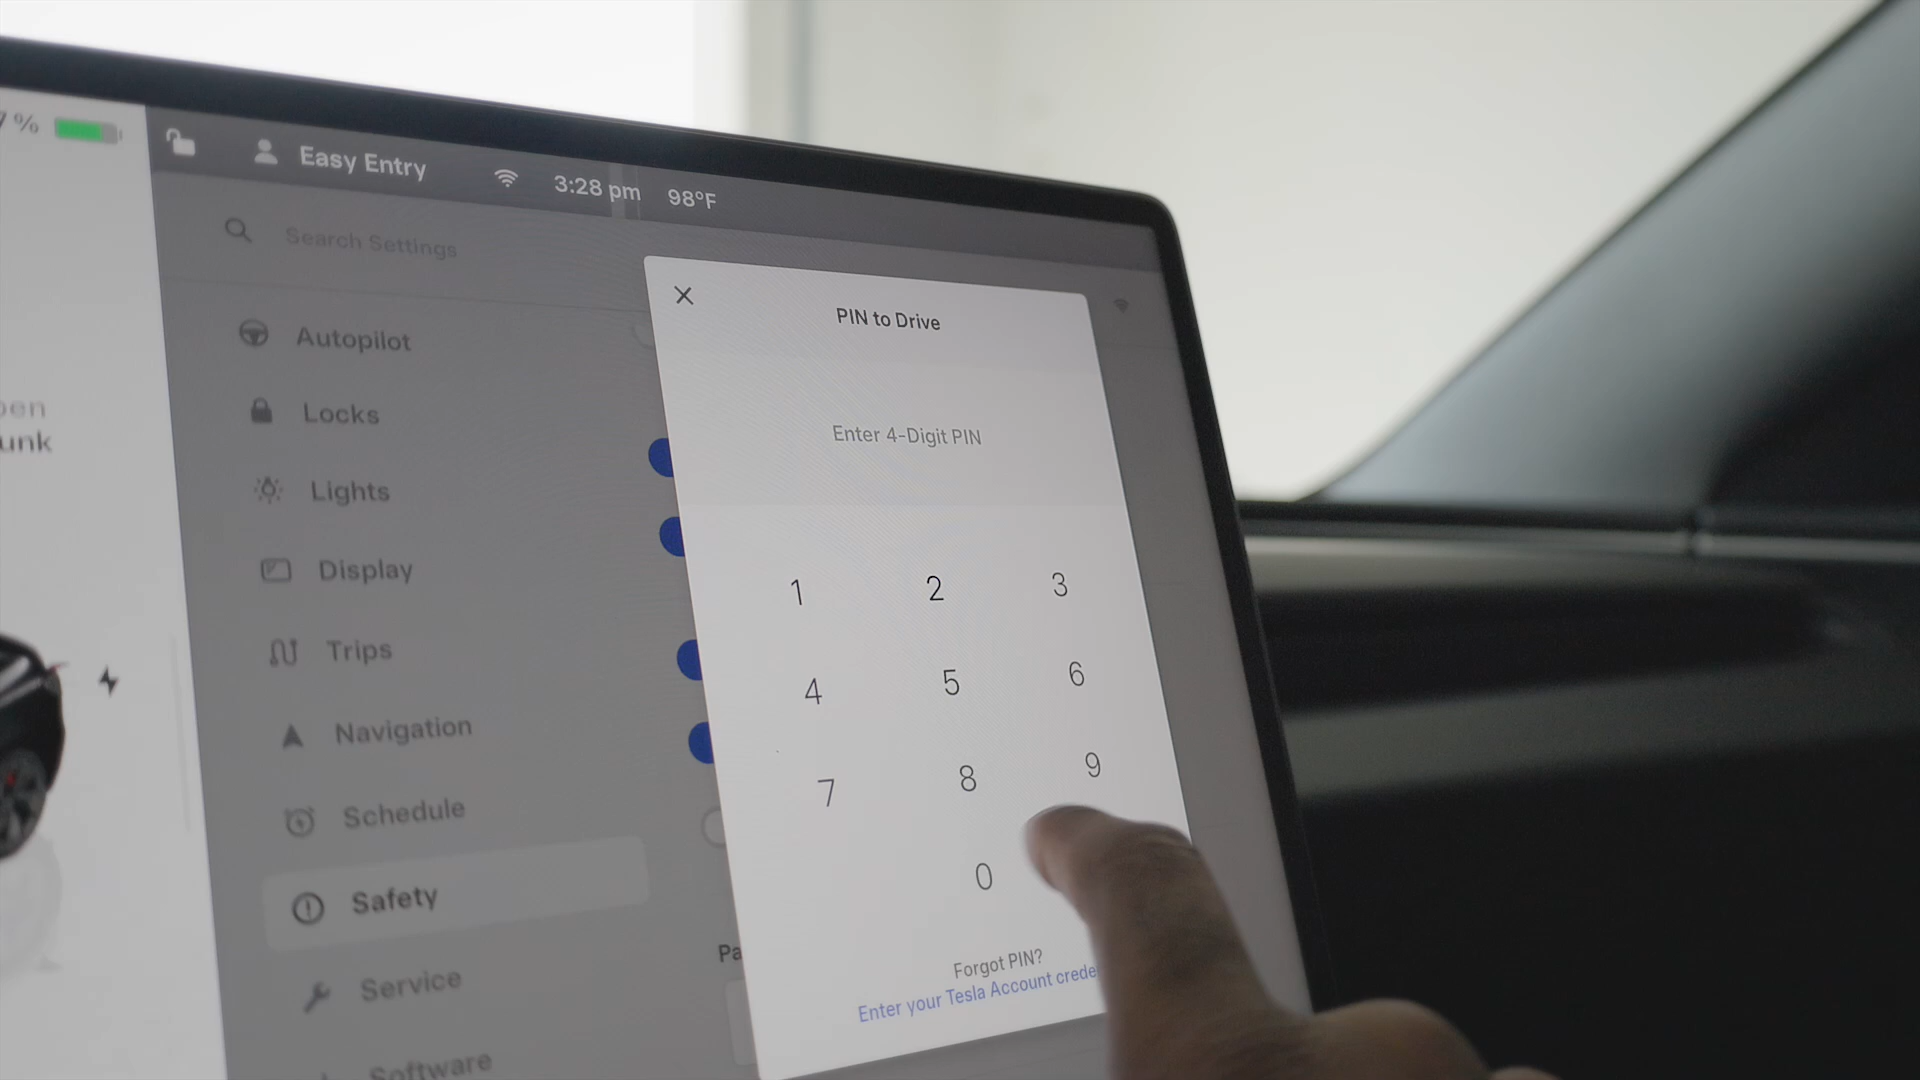 %
Easy Entry
3:28 pm
98°F
Search Settings
Autopilot
Locks
Lights
Display
Trips
Navigation
Schedule
Safety
Service
Software
PIN to Drive
Enter 4-Digit PIN
1 2 3
4 5 6
7 8 9
0
Forgot PIN?
Enter your Tesla Account